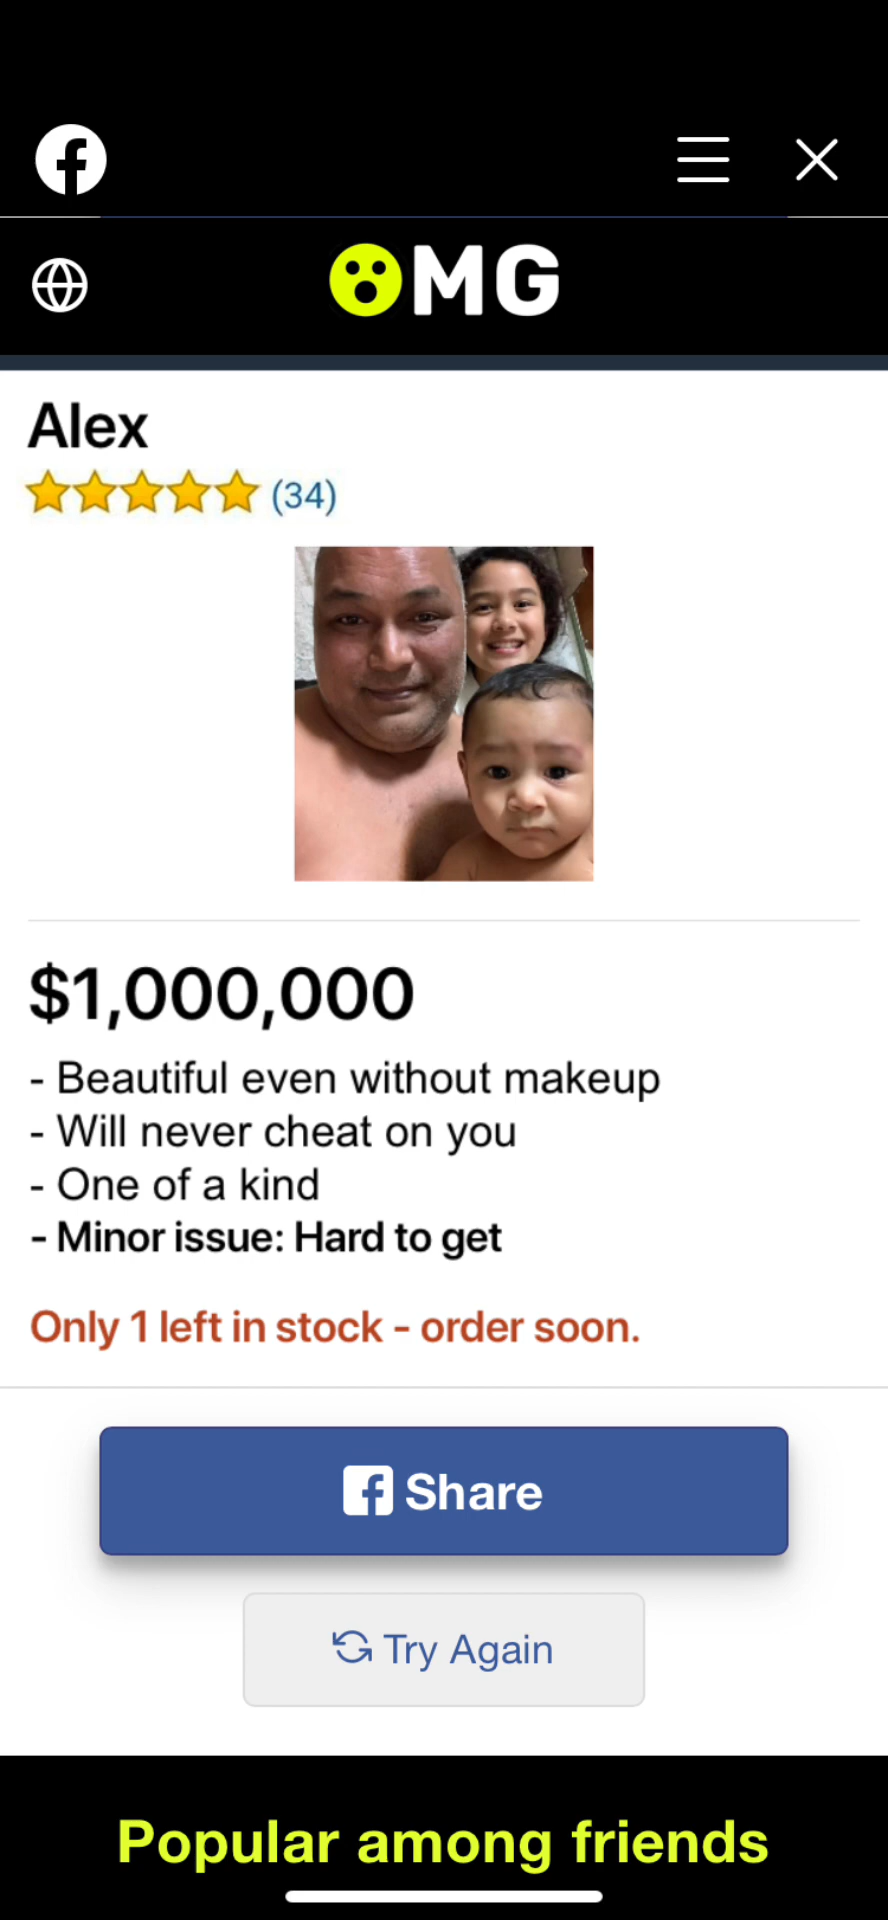 OMG
Alex
(34)
$1,000,000
- Beautiful even without makeup
- Will never cheat on you
- One of a kind
- Minor issue: Hard to get
Only 1 left in stock - order soon.
Share
Try Again
Popular among friends